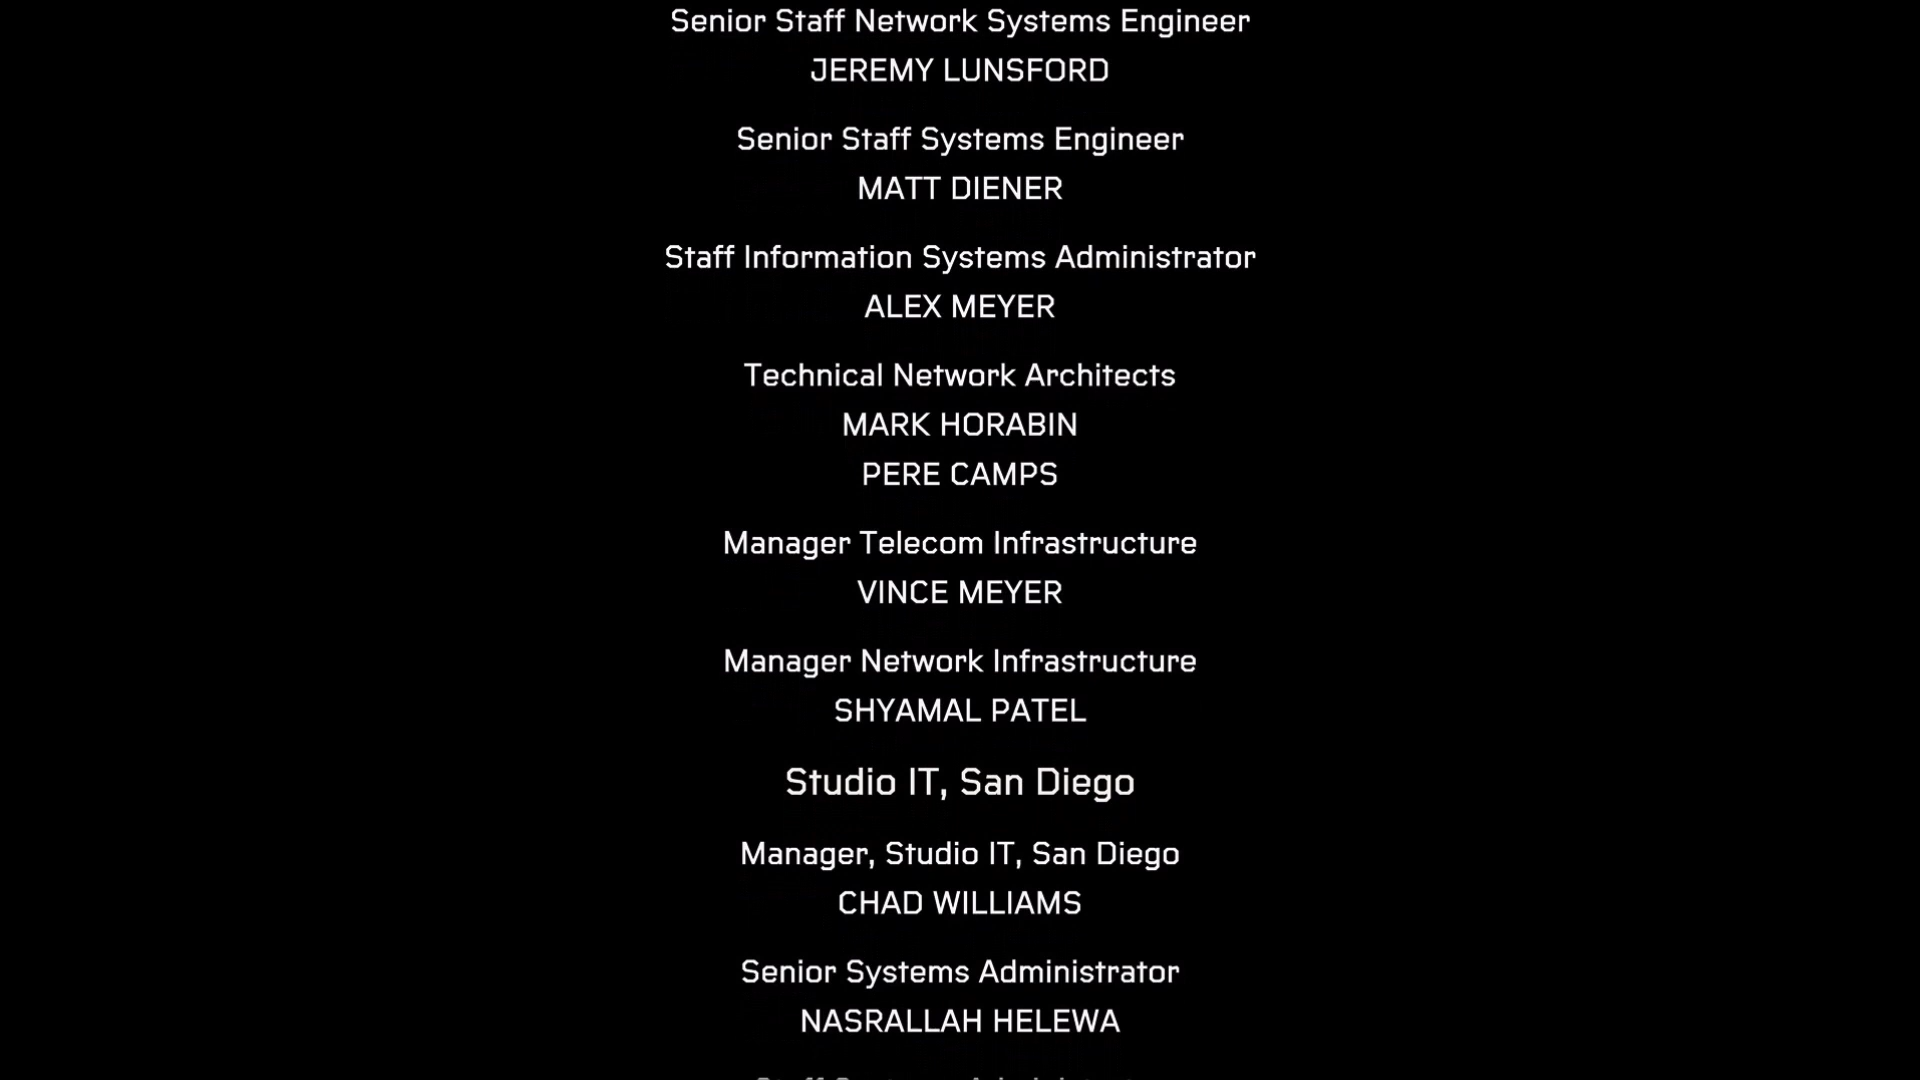 Senior Staff Network Systems Engineer
JEREMY LUNSFORD
Senior Staff Systems Engineer
MATT DIENER
Staff Information Systems Administrator
ALEX MEYER
Technical Network Architects
MARK HORABIN
PERE CAMPS
Manager Telecom Infrastructure
VINCE MEYER
Manager Network Infrastructure
SHYAMAL PATEL
Studio IT, San Diego
Manager, Studio IT, San Diego
CHAD WILLIAMS
Senior Systems Administrator
NASRALLAH HELEWA